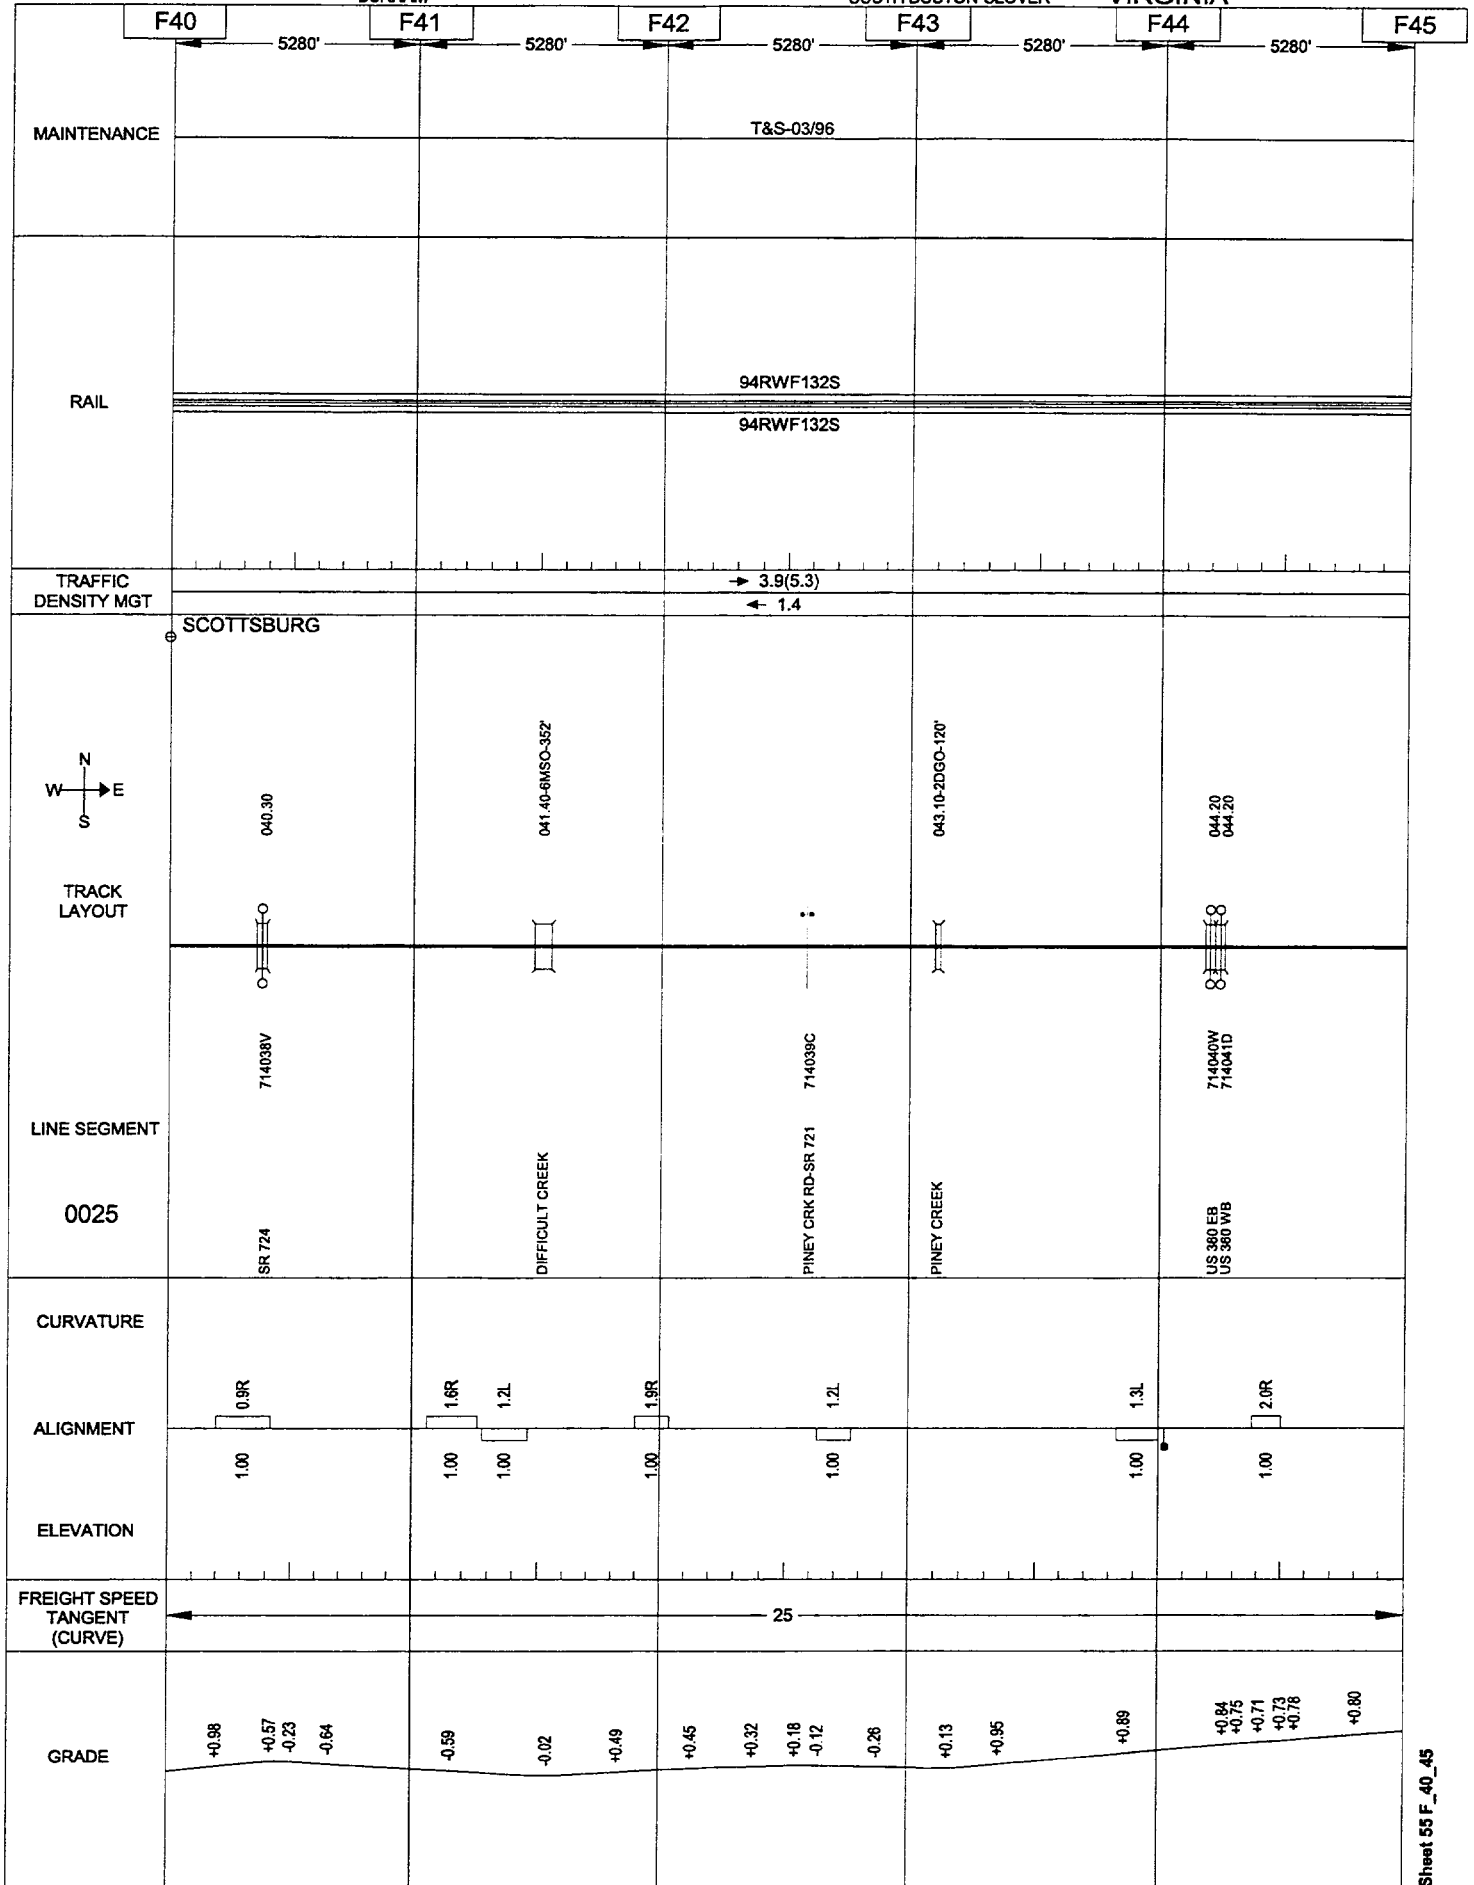 VIRGINIA
F40 F41 F42 F43 F44 F45
5280' 5280' 5280' 5280' 5280'
MAINTENANCE
T&S-03/96
RAIL
94RWF132S
94RWF132S
TRAFFIC
DENSITY MGT
→ 3.9(5.3)
← 1.4
SCOTTSBURG
N
W E
S
040.30
041.40-6MSO-352'
043.10-2DGO-120'
044.20
044.20
TRACK
LAYOUT
714038V
714039C
714040W
714041D
LINE SEGMENT
0025
SR 724
DIFFICULT CREEK
PINEY CRK RD-SR 721
PINEY CREEK
US 360 EB
US 360 WB
CURVATURE
0.9R 1.6R 1.2L 1.9R 1.2L 1.3L 2.0R
ALIGNMENT
1.00 1.00 1.00 1.00 1.00 1.00 1.00
ELEVATION
FREIGHT SPEED
TANGENT
(CURVE)
25
GRADE
+0.98
+0.57
-0.23
-0.64
-0.59
-0.02
+0.49
+0.45
+0.32
+0.18
-0.12
-0.26
+0.13
+0.95
+0.89
+0.84
+0.75
+0.71
+0.73
+0.78
+0.80
Sheet 55 F_40_45